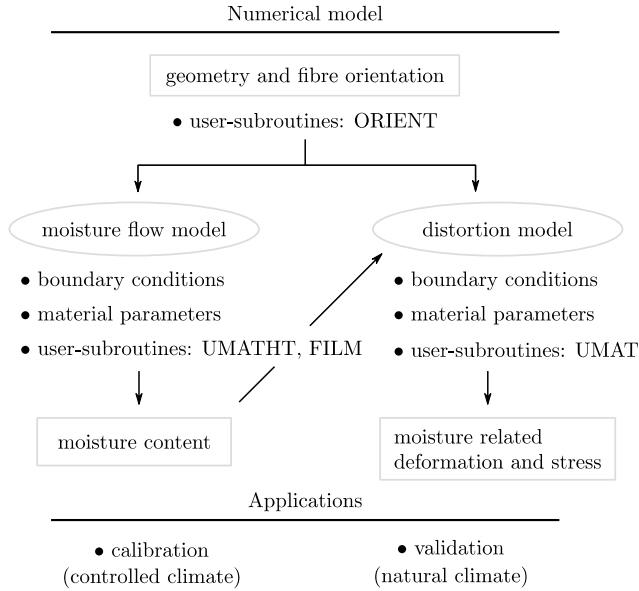 Numerical model
geometry and fibre orientation
• user-subroutines: ORIENT
moisture flow model
• boundary conditions
• material parameters
• user-subroutines: UMATHT, FILM
moisture content
distortion model
• boundary conditions
• material parameters
• user-subroutines: UMAT
moisture related
deformation and stress
Applications
• calibration
(controlled climate)
• validation
(natural climate)